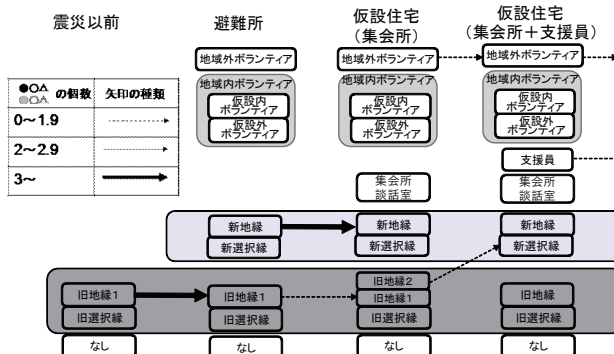 震災以前
避難所
仮設住宅
(集会所)
仮設住宅
(集会所+支援員)
●○△ の個数 矢印の種類
●○△
0~1.9
2~2.9
3~
地域外ボランティア
地域内ボランティア
仮設内
ボランティア
仮設外
ボランティア
地域外ボランティア
地域内ボランティア
仮設内
ボランティア
仮設外
ボランティア
地域外ボランティア
地域内ボランティア
仮設内
ボランティア
仮設外
ボランティア
支援員
集会所
談話室
集会所
談話室
新地縁
新選択縁
新地縁
新選択縁
新地縁
新選択縁
旧地縁1
旧選択縁
なし
旧地縁1
旧選択縁
なし
旧地縁2
旧地縁1
旧選択縁
なし
旧地縁
旧選択縁
なし